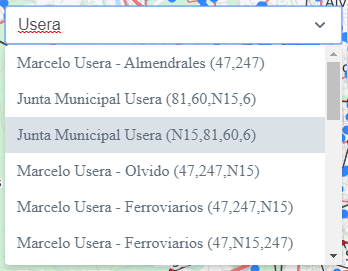 Usera
Marcelo Usera - Almendrales (47,247)
Junta Municipal Usera (81,60,N15,6)
Junta Municipal Usera (N15,81,60,6)
Marcelo Usera - Olvido (47,247,N15)
Marcelo Usera - Ferroviarios (47,247,N15)
Marcelo Usera - Ferroviarios (47,N15,247)